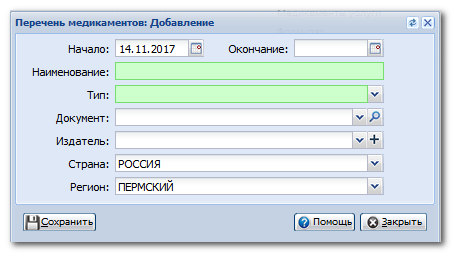 Перечень медикаментов: Добавление
Начало: 14.11.2017 Окончание:
Наименование:
Тип:
Документ:
Издатель:
Страна: РОССИЯ
Регион: ПЕРМСКИЙ
Сохранить Помощь Закрыть